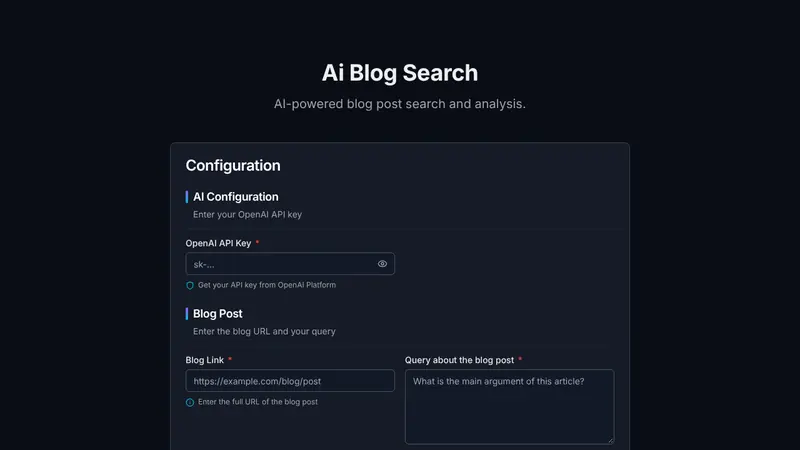 Ai Blog Search
AI-powered blog post search and analysis.
Configuration
AI Configuration
Enter your OpenAI API key
OpenAI API Key *
sk-...
Get your API key from OpenAI Platform
Blog Post
Enter the blog URL and your query
Blog Link *
https://example.com/blog/post
Enter the full URL of the blog post
Query about the blog post *
What is the main argument of this article?